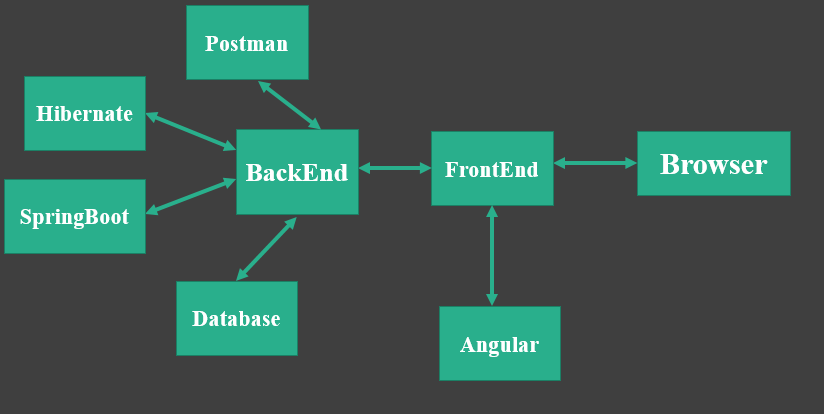 Postman
Hibernate
BackEnd
FrontEnd
Browser
SpringBoot
Database
Angular